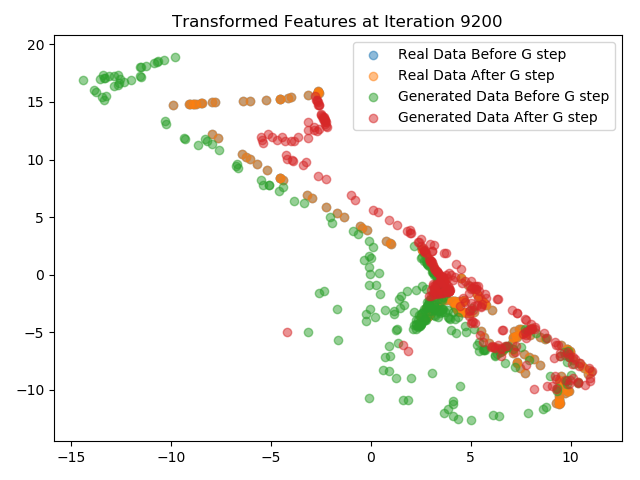 Transformed Features at Iteration 9200
Real Data Before G step
Real Data After G step
Generated Data Before G step
Generated Data After G step
20
15
10
5
0
−5
−10
−15
−10
−5
0
5
10